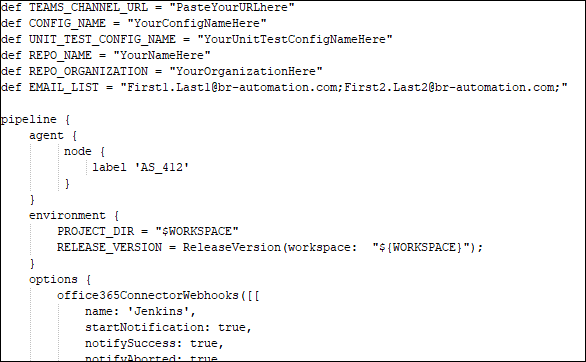 def TEAMS_CHANNEL_URL = "PasteYourURLhere"
def CONFIG_NAME = "YourConfigNameHere"
def UNIT_TEST_CONFIG_NAME = "YourUnitTestConfigNameHere"
def REPO_NAME = "YourNameHere"
def REPO_ORGANIZATION = "YourOrganizationHere"
def EMAIL_LIST = "First1.Last1@br-automation.com;First2.Last2@br-automation.com;"
pipeline {
agent {
node {
label 'AS_412'
}
}
environment {
PROJECT_DIR = "$WORKSPACE"
RELEASE_VERSION = ReleaseVersion(workspace: "${WORKSPACE}");
}
options {
office365ConnectorWebhooks([[
name: 'Jenkins',
startNotification: true,
notifySuccess: true,
notifyAborted: true